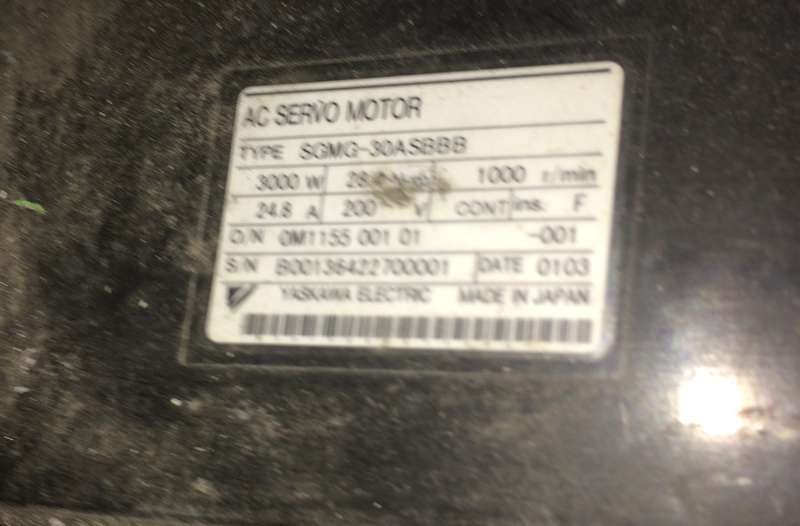 AC SERVO MOTOR
TYPE SGMG-30ASBBB
3000 W 1000 r/min
24.8 A 200 V CONT ins. F
O/N 0M1155 001 01 -001
S/N B00136422700001 DATE 0103
YASKAWA ELECTRIC MADE IN JAPAN